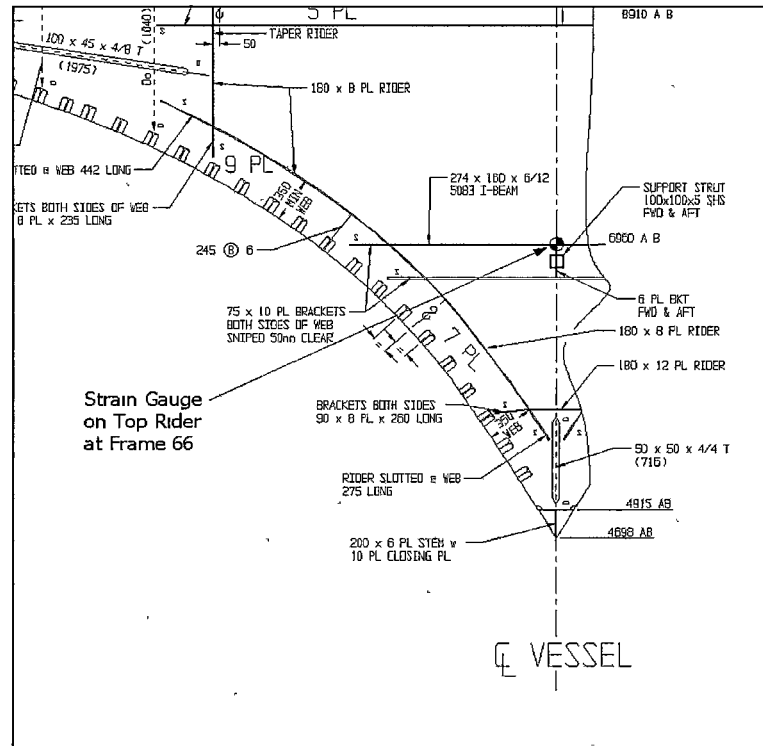 5 PL
8910 A B
TAPER RIDER
50
(1040)
100 x 45 x 4/8 T
(1975)
180 x 8 PL RIDER
9 PL
TTED @ WEB 442 LONG
360
MIN
WEB
274 x 160 x 6/12
5083 I-BEAM
SUPPORT STRUT
100x100x5 SHS
FWD & AFT
KETS BOTH SIDES OF WEB
8 PL x 235 LONG
6960 A B
245 Ⓡ 6
6 PL BKT
FWD & AFT
75 x 10 PL BRACKETS
BOTH SIDES OF WEB
SNIPED 50mm CLEAR
7 PL
180 x 8 PL RIDER
180 x 12 PL RIDER
Strain Gauge
on Top Rider
at Frame 66
BRACKETS BOTH SIDES
90 x 8 PL x 260 LONG
350
WEB
50 x 50 x 4/4 T
(716)
RIDER SLOTTED @ WEB
275 LONG
4915 AB
200 x 6 PL STEM w
10 PL CLOSING PL
4698 AB
CL VESSEL